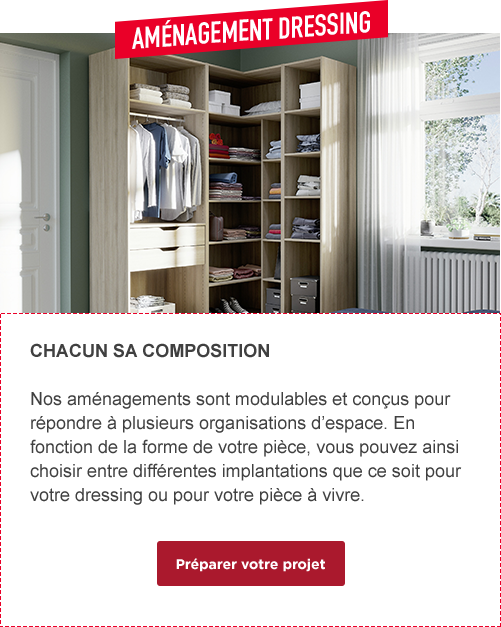 AMÉNAGEMENT DRESSING
CHACUN SA COMPOSITION
Nos aménagements sont modulables et conçus pour
répondre à plusieurs organisations d’espace. En
fonction de la forme de votre pièce, vous pouvez ainsi
choisir entre différentes implantations que ce soit pour
votre dressing ou pour votre pièce à vivre.
Préparer votre projet